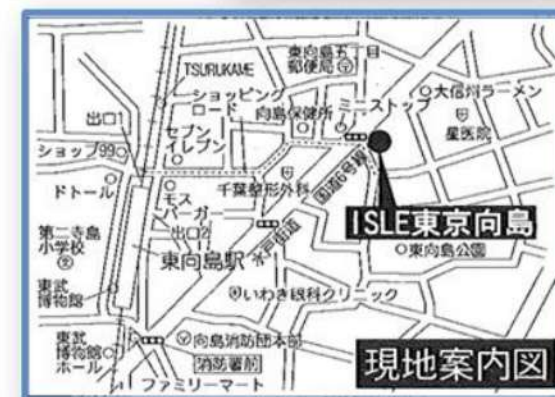 東向島五丁目
郵便局
TSURUKAME
ショッピング
ロード
向島保健所
ミニストップ
大信州ラーメン
星医院
出口1
セブン
イレブン
ショップ99
千葉整形外科
国道6号線
ドトール
モス
バーガー
出口2
水戸街道
ISLE東京向島
第二寺島
小学校
東向島駅
東向島公園
東武
博物館
いわき眼科クリニック
東武
博物館
ホール
向島消防団本部
消防署前
ファミリーマート
現地案内図